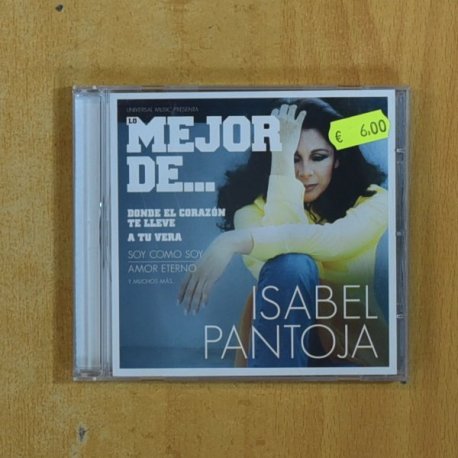 UNIVERSAL MUSIC PRESENTA
LO
MEJOR
DE...
€ 6,00
DONDE EL CORAZÓN
TE LLEVE
A TU VERA
SOY COMO SOY
AMOR ETERNO
Y MUCHOS MÁS...
ISABEL
PANTOJA